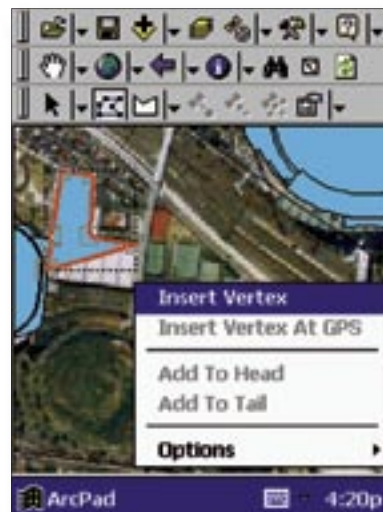 Insert Vertex
Insert Vertex At GPS
Add To Head
Add To Tail
Options
ArcPad 4:20p